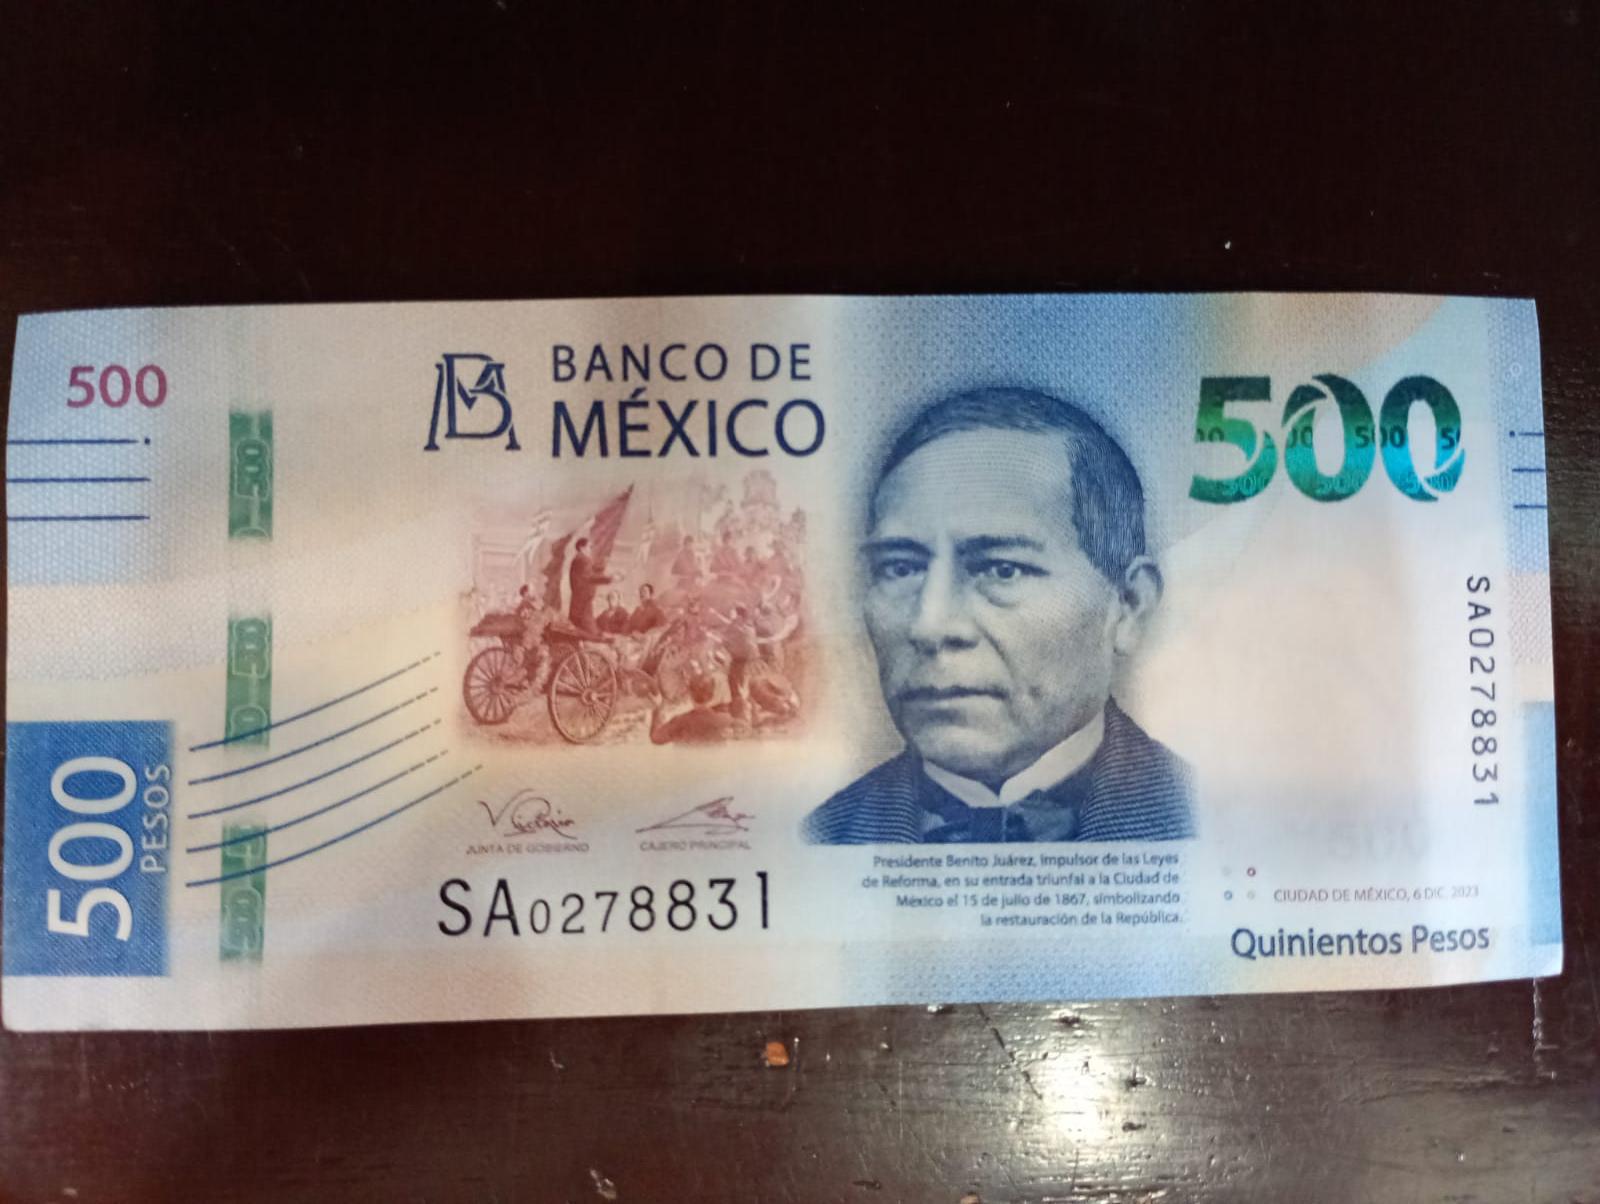 500
BANCO DE
MÉXICO
500
SA0278831
500
PESOS
JUNTA DE GOBIERNO
CAJERO PRINCIPAL
SA0278831
Presidente Benito Juárez, impulsor de las Leyes
de Reforma, en su entrada triunfal a la Ciudad de
México el 15 de julio de 1867, simbolizando
la restauración de la República.
CIUDAD DE MÉXICO, 6 DIC. 2023
Quinientos Pesos